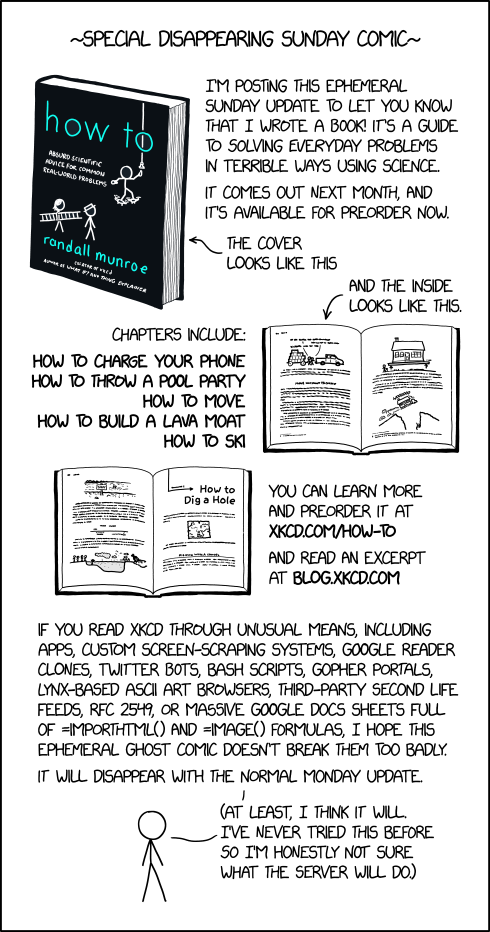 ~SPECIAL DISAPPEARING SUNDAY COMIC~
how to
ABSURD SCIENTIFIC
ADVICE FOR COMMON
REAL-WORLD PROBLEMS
randall munroe
CREATOR OF XKCD
AUTHOR OF WHAT IF? AND THING EXPLAINER
I'M POSTING THIS EPHEMERAL
SUNDAY UPDATE TO LET YOU KNOW
THAT I WROTE A BOOK! IT'S A GUIDE
TO SOLVING EVERYDAY PROBLEMS
IN TERRIBLE WAYS USING SCIENCE.
IT COMES OUT NEXT MONTH, AND
IT'S AVAILABLE FOR PREORDER NOW.
THE COVER
LOOKS LIKE THIS
AND THE INSIDE
LOOKS LIKE THIS.
CHAPTERS INCLUDE:
HOW TO CHARGE YOUR PHONE
HOW TO THROW A POOL PARTY
HOW TO MOVE
HOW TO BUILD A LAVA MOAT
HOW TO SKI
How to
Dig a Hole
YOU CAN LEARN MORE
AND PREORDER IT AT
XKCD.COM/HOW-TO
AND READ AN EXCERPT
AT BLOG.XKCD.COM
IF YOU READ XKCD THROUGH UNUSUAL MEANS, INCLUDING
APPS, CUSTOM SCREEN-SCRAPING SYSTEMS, GOOGLE READER
CLONES, TWITTER BOTS, BASH SCRIPTS, GOPHER PORTALS,
LYNX-BASED ASCII ART BROWSERS, THIRD-PARTY SECOND LIFE
FEEDS, RFC 2549, OR MASSIVE GOOGLE DOCS SHEETS FULL
OF =IMPORTHTML() AND =IMAGE() FORMULAS, I HOPE THIS
EPHEMERAL GHOST COMIC DOESN'T BREAK THEM TOO BADLY.
IT WILL DISAPPEAR WITH THE NORMAL MONDAY UPDATE.
(AT LEAST, I THINK IT WILL.
I'VE NEVER TRIED THIS BEFORE
SO I'M HONESTLY NOT SURE
WHAT THE SERVER WILL DO.)